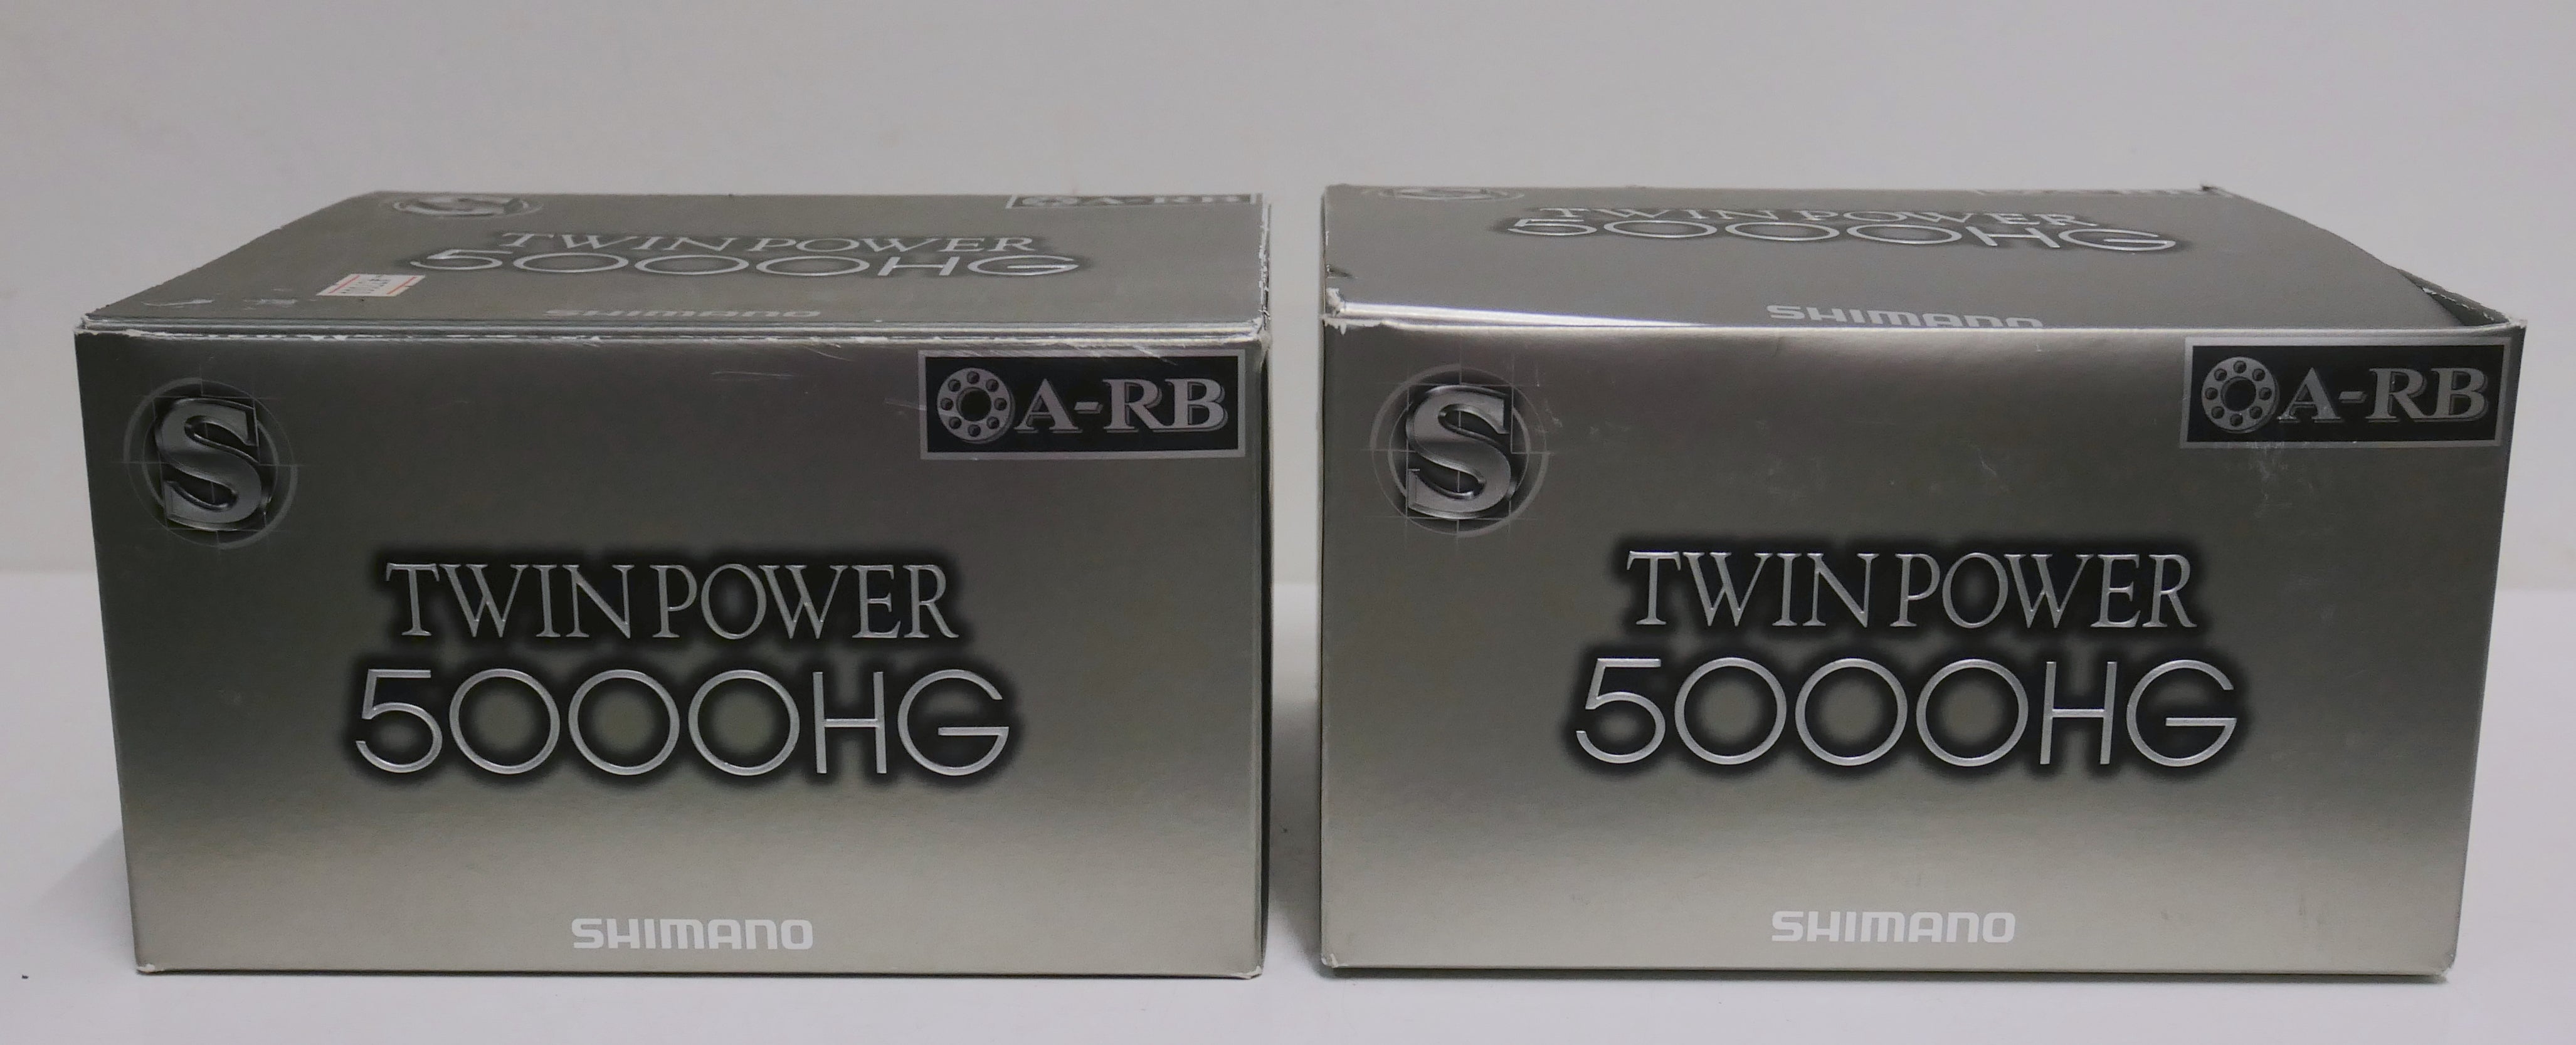 TWIN POWER
5000HG
SHIMANO
A-RB
S
A-RB
TWIN POWER
5000HG
SHIMANO
TWIN POWER
5000HG
SHIMANO
S
A-RB
TWIN POWER
5000HG
SHIMANO